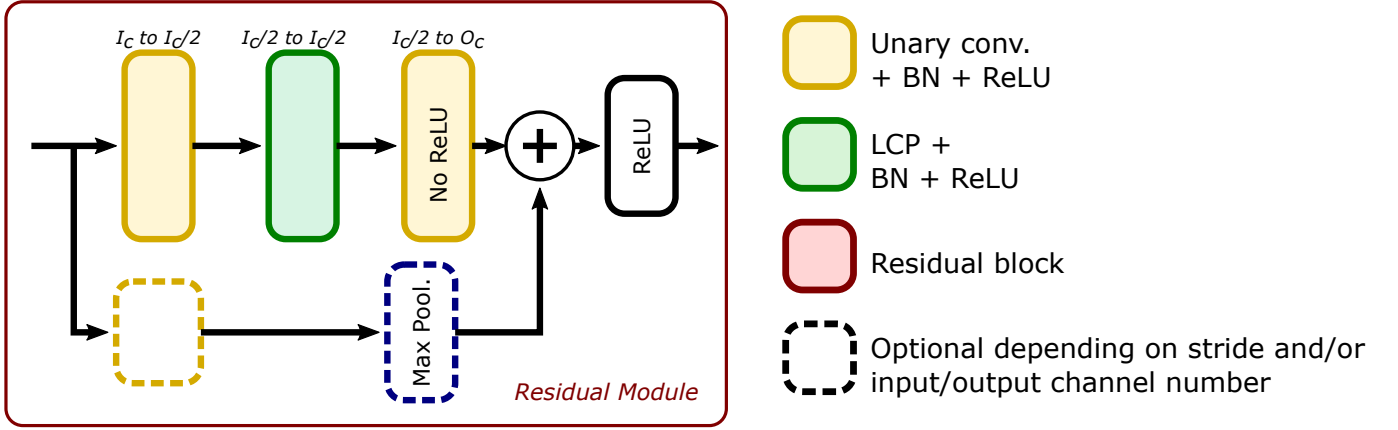 I_C to I_C/2
I_C/2 to I_C/2
I_C/2 to O_C
No ReLU
+
ReLU
Max Pool.
Residual Module
Unary conv.
+ BN + ReLU
LCP +
BN + ReLU
Residual block
Optional depending on stride and/or
input/output channel number